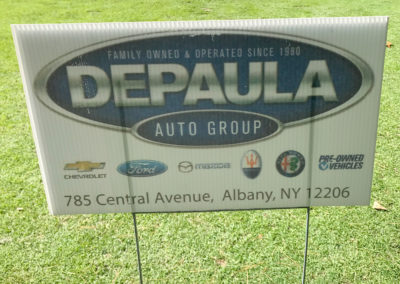 FAMILY OWNED & OPERATED SINCE 1980
DEPAULA
AUTO GROUP
CHEVROLET
Ford
mazda
PRE-OWNED
VEHICLES
785 Central Avenue, Albany, NY 12206